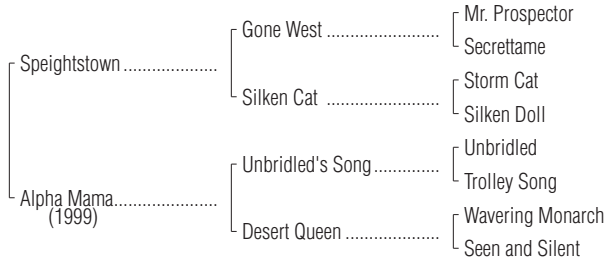 Mr. Prospector
Gone West
Secrettame
Speightstown
Storm Cat
Silken Cat
Silken Doll
Unbridled
Unbridled's Song
Trolley Song
Alpha Mama
(1999)
Wavering Monarch
Desert Queen
Seen and Silent